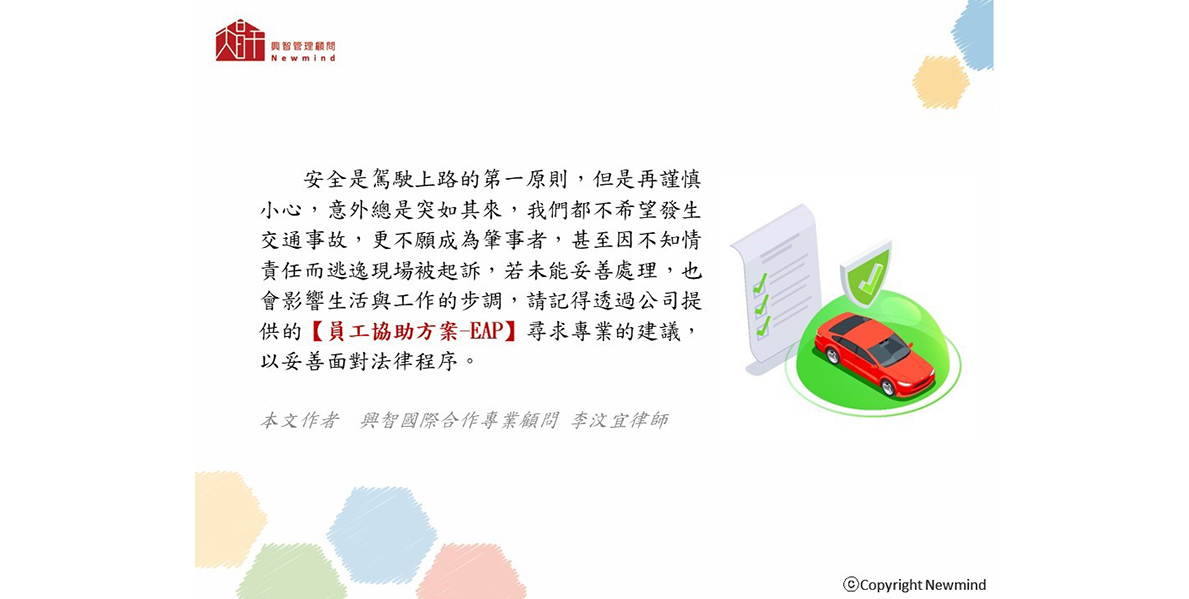 興智管理顧問
Newmind
安全是駕駛上路的第一原則，但是再謹慎
小心，意外總是突如其來，我們都不希望發生
交通事故，更不願成為肇事者，甚至因不知情
責任而逃逸現場被起訴，若未能妥善處理，也
會影響生活與工作的步調，請記得透過公司提
供的【員工協助方案-EAP】尋求專業的建議，
以妥善面對法律程序。
本文作者　興智國際合作專業顧問 李汶宜律師
ⓒCopyright Newmind